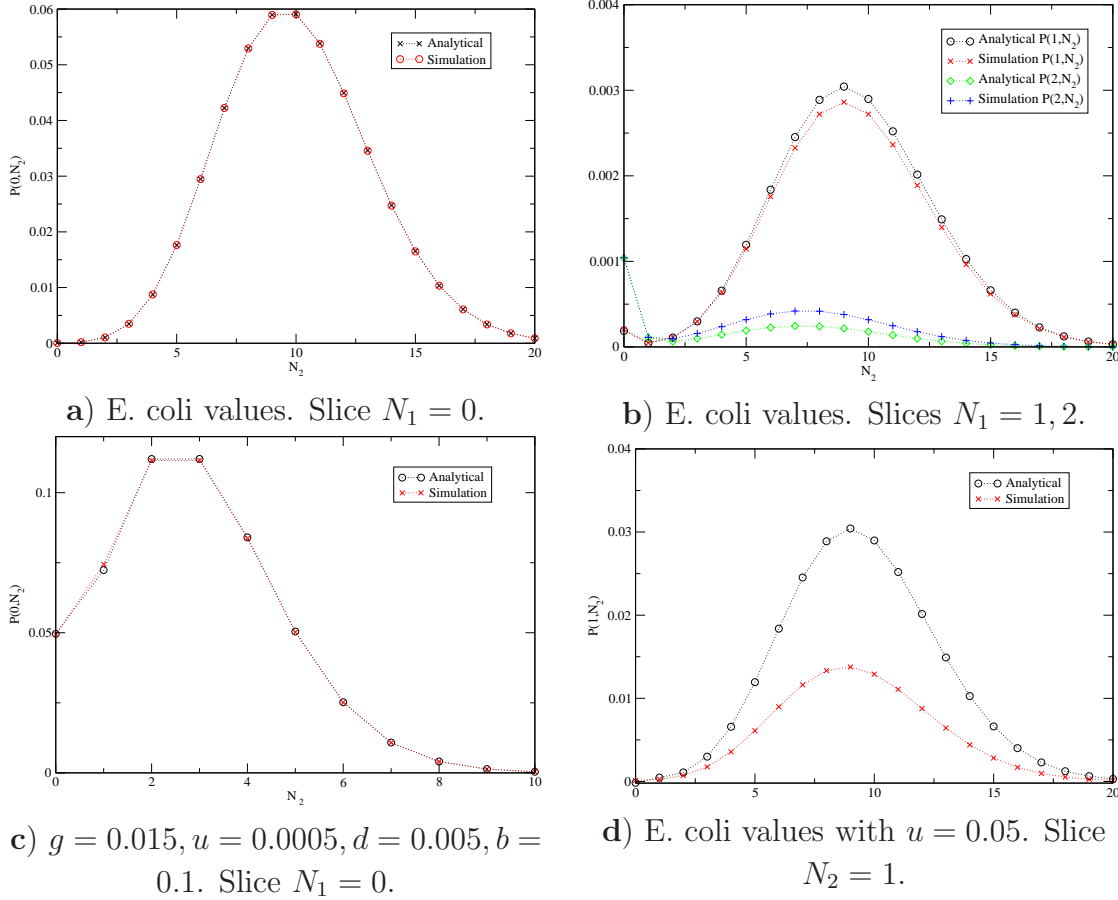 0.06
0.05
0.04
0.03
0.02
0.01
0
P(0,N₂)
Analytical
Simulation
0 5 10 15 20
N₂
a) E. coli values. Slice N₁ = 0.
0.004
0.003
0.002
0.001
0
Analytical P(1,N₂)
Simulation P(1,N₂)
Analytical P(2,N₂)
Simulation P(2,N₂)
0 5 10 15 20
N₂
b) E. coli values. Slices N₁ = 1, 2.
0.1
0.05
0
P(0,N₂)
Analytical
Simulation
0 2 4 6 8 10
N₂
c) g = 0.015, u = 0.0005, d = 0.005, b =
0.1. Slice N₁ = 0.
0.04
0.03
0.02
0.01
0
P(1,N₂)
Analytical
Simulation
0 5 10 15 20
d) E. coli values with u = 0.05. Slice
N₂ = 1.